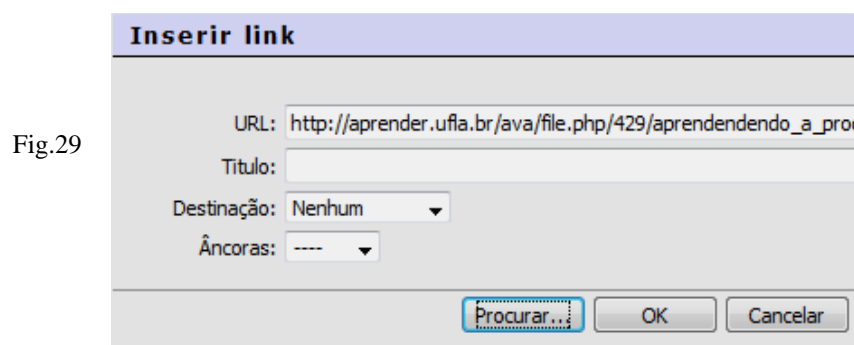 Inserir link
URL: http://aprender.ufla.br/ava/file.php/429/aprendendendo_a_pro
Fig.29
Titulo:
Destinação: Nenhum
Âncoras: ----
Procurar... OK Cancelar